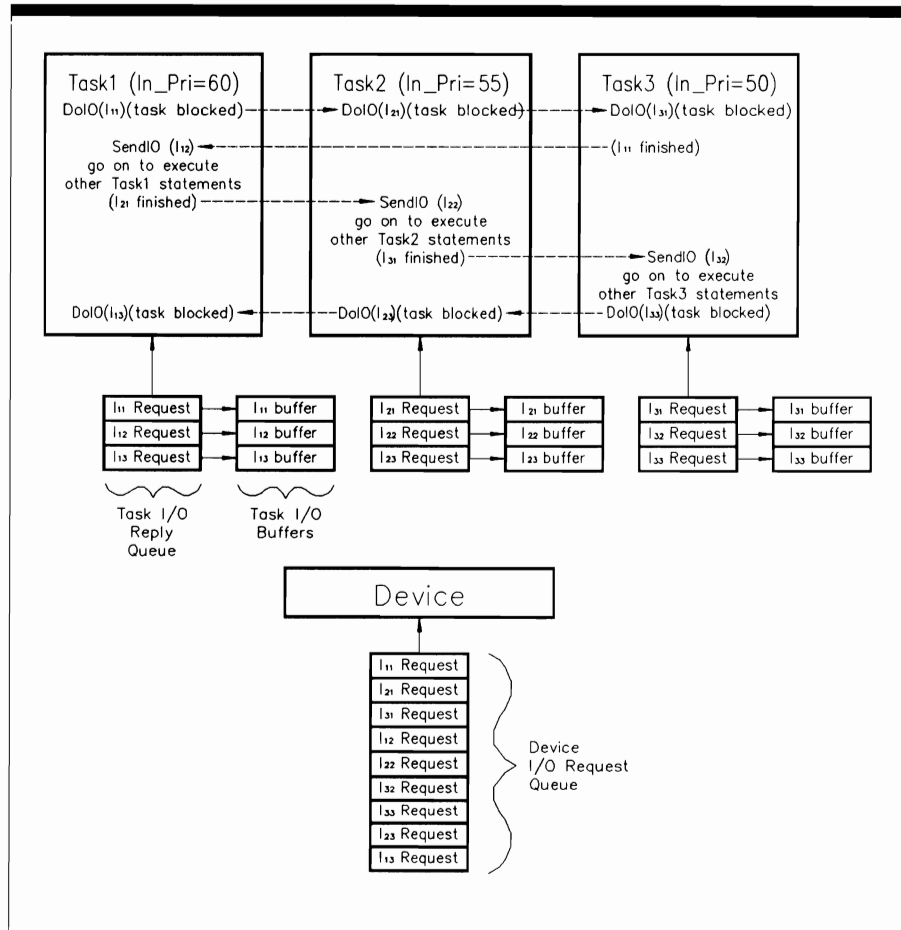 Task1 (In_Pri=60)
DoIO(I₁₁)(task blocked)
SendIO (I₁₂)
go on to execute
other Task1 statements
(I₂₁ finished)
DoIO(I₁₃)(task blocked)
Task2 (In_Pri=55)
DoIO(I₂₁)(task blocked)
SendIO (I₂₂)
go on to execute
other Task2 statements
(I₃₁ finished)
DoIO(I₂₃)(task blocked)
Task3 (In_Pri=50)
DoIO(I₃₁)(task blocked)
(I₁₁ finished)
SendIO (I₃₂)
go on to execute
other Task3 statements
DoIO(I₃₃)(task blocked)
I₁₁ Request
I₁₂ Request
I₁₃ Request
I₁₁ buffer
I₁₂ buffer
I₁₃ buffer
I₂₁ Request
I₂₂ Request
I₂₃ Request
I₂₁ buffer
I₂₂ buffer
I₂₃ buffer
I₃₁ Request
I₃₂ Request
I₃₃ Request
I₃₁ buffer
I₃₂ buffer
I₃₃ buffer
Task I/O
Reply
Queue
Task I/O
Buffers
Device
I₁₁ Request
I₂₁ Request
I₃₁ Request
I₁₂ Request
I₂₂ Request
I₃₂ Request
I₃₃ Request
I₂₃ Request
I₁₃ Request
Device
I/O Request
Queue